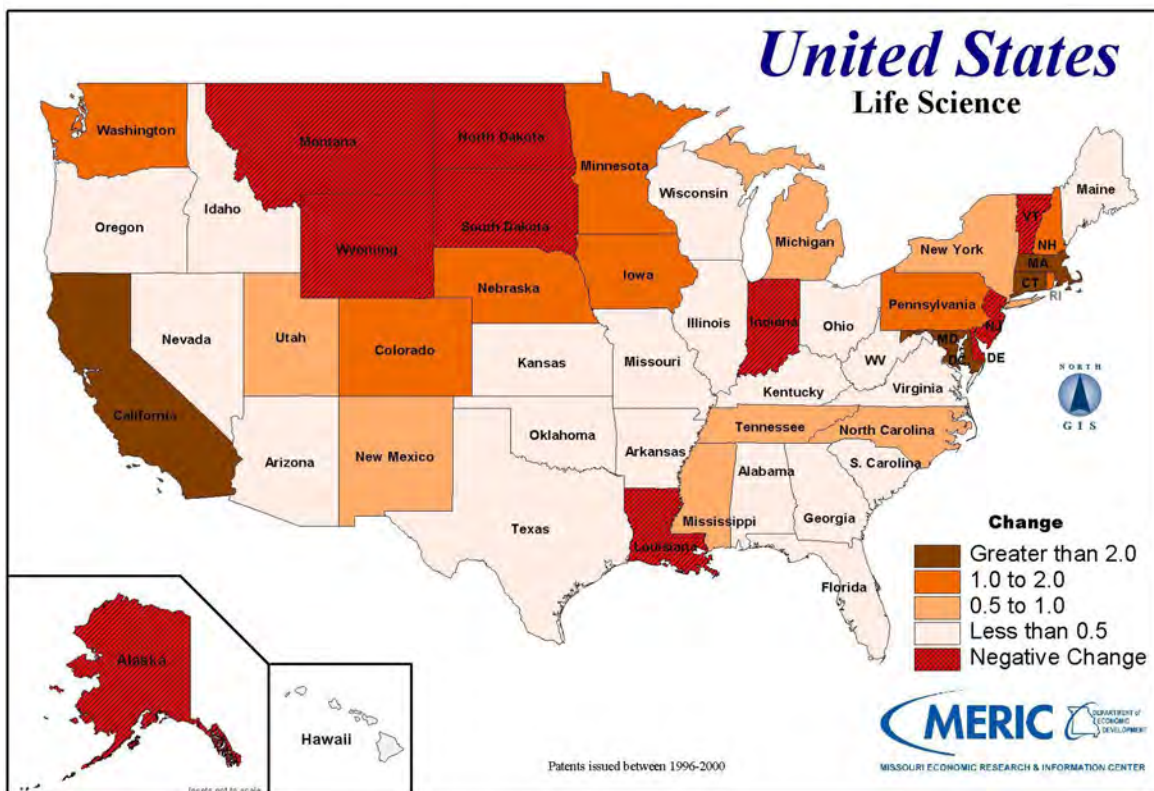 United States
Life Science
Washington
Montana
North Dakota
Minnesota
Maine
Oregon
Idaho
Wisconsin
VT
Wyoming
South Dakota
Michigan
New York
NH
MA
CT
RI
Nebraska
Iowa
Pennsylvania
Nevada
Utah
Colorado
Illinois
Indiana
Ohio
NJ
MD
DC
DE
Kansas
Missouri
WV
Virginia
Kentucky
California
Oklahoma
Tennessee
North Carolina
Arizona
New Mexico
Arkansas
S. Carolina
Alabama
Texas
Mississippi
Georgia
Louisiana
Florida
NORTH
GIS
Change
Greater than 2.0
1.0 to 2.0
0.5 to 1.0
Less than 0.5
Negative Change
Alaska
Hawaii
Insets not to scale
Patents issued between 1996-2000
MERIC
DEPARTMENT of
ECONOMIC
DEVELOPMENT
MISSOURI ECONOMIC RESEARCH & INFORMATION CENTER